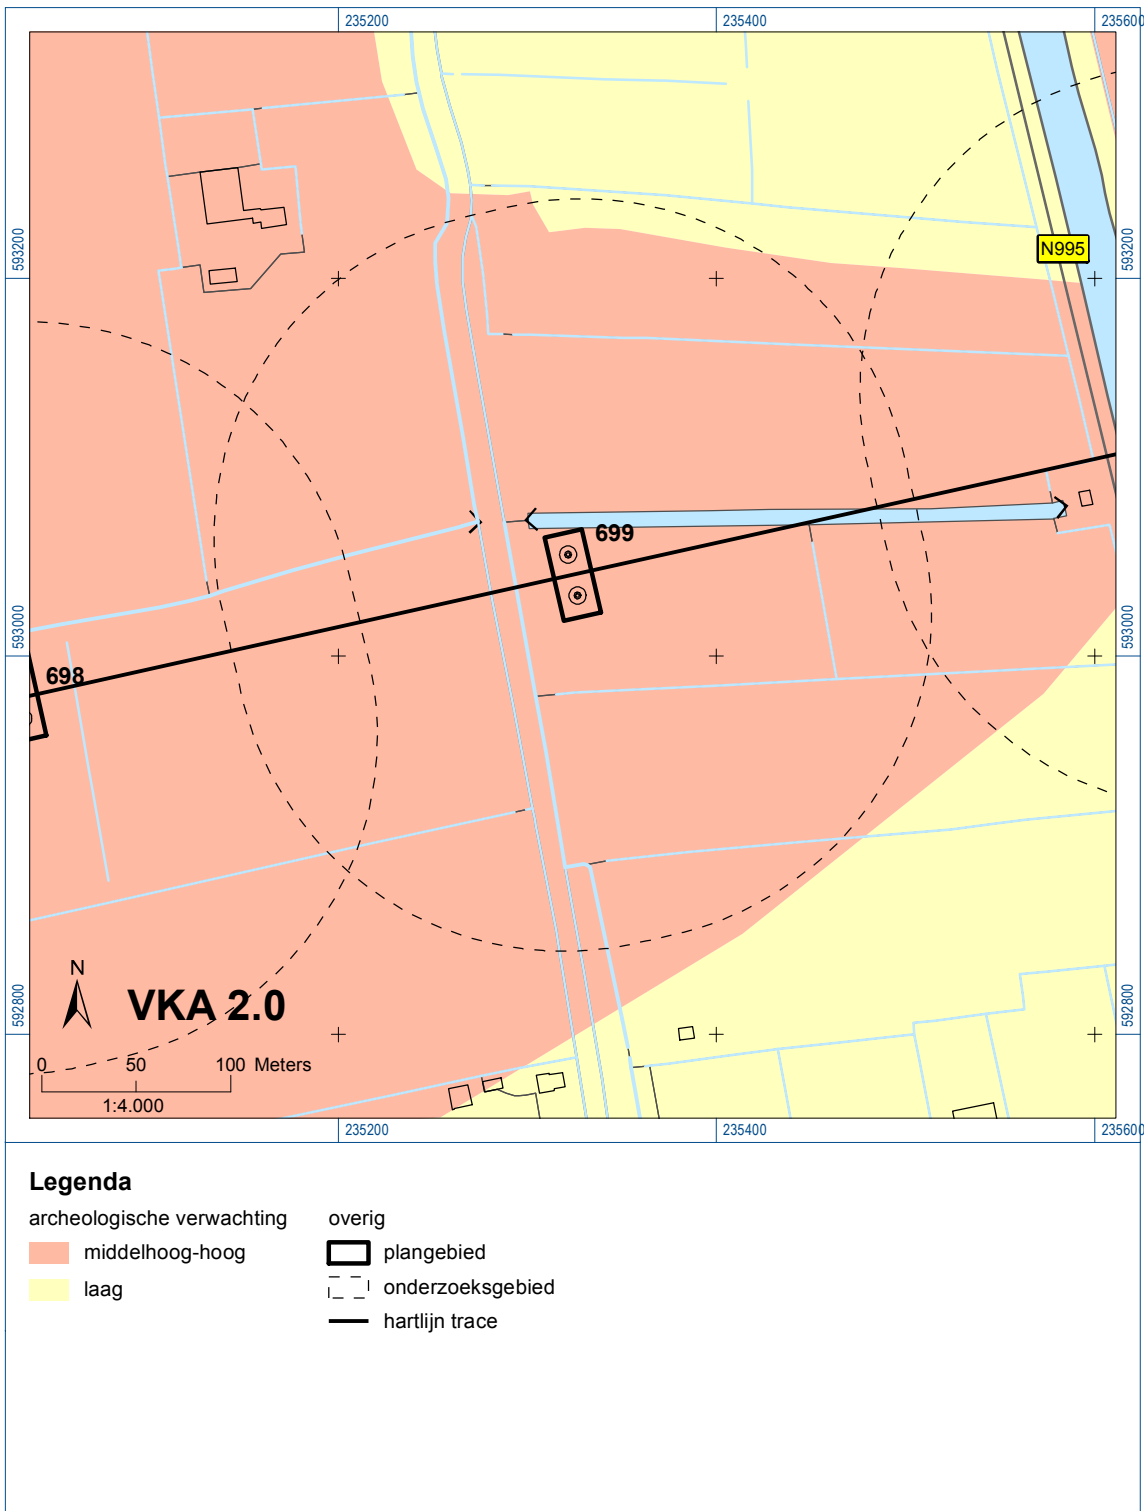 235200 235400 235600
593200 593200
N995
699
593000 593000
698
N
VKA 2.0
592800 592800
0 50 100 Meters
1:4.000
235200 235400 235600
Legenda
archeologische verwachting overig
middelhoog-hoog plangebied
laag onderzoeksgebied
hartlijn trace